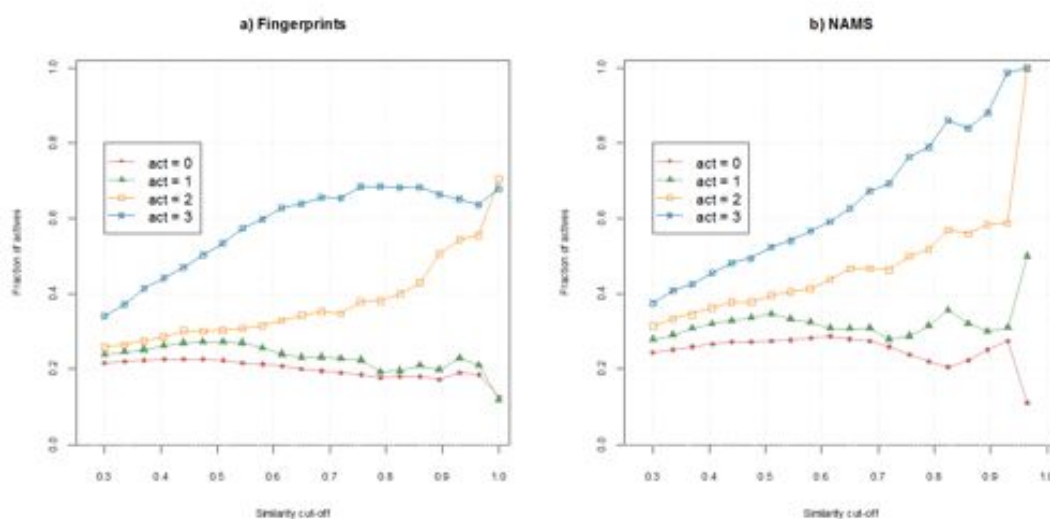 a) Fingerprints
Fraction of actives
1.0
0.8
0.6
0.4
0.2
0.0
act = 0
act = 1
act = 2
act = 3
0.3 0.4 0.5 0.6 0.7 0.8 0.9 1.0
Similarity cut-off
b) NAMS
Fraction of actives
1.0
0.8
0.6
0.4
0.2
0.0
act = 0
act = 1
act = 2
act = 3
0.3 0.4 0.5 0.6 0.7 0.8 0.9 1.0
Similarity cut-off